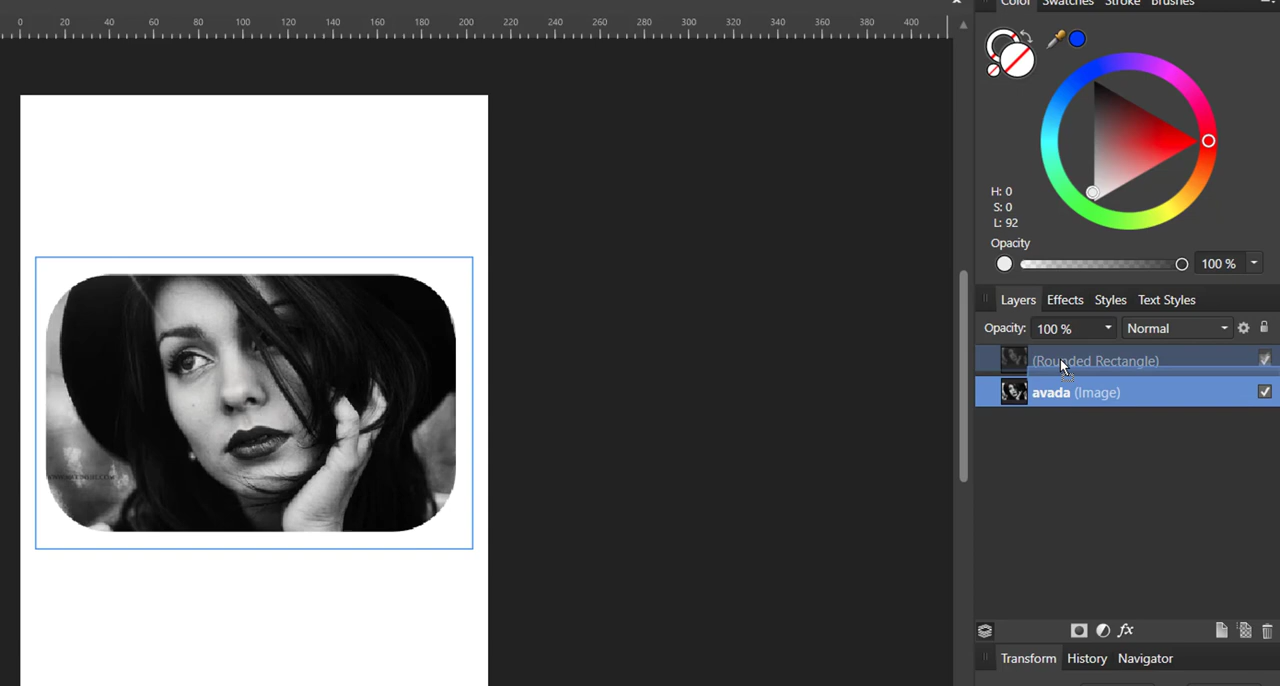 Color Swatches Stroke Brushes
0 20 40 60 80 100 120 140 160 180 200 220 240 260 280 300 320 340 360 380 400
H: 0
S: 0
L: 92
Opacity
100 %
Layers Effects Styles Text Styles
Opacity: 100 % Normal
(Rounded Rectangle)
avada (Image)
fx
Transform History Navigator